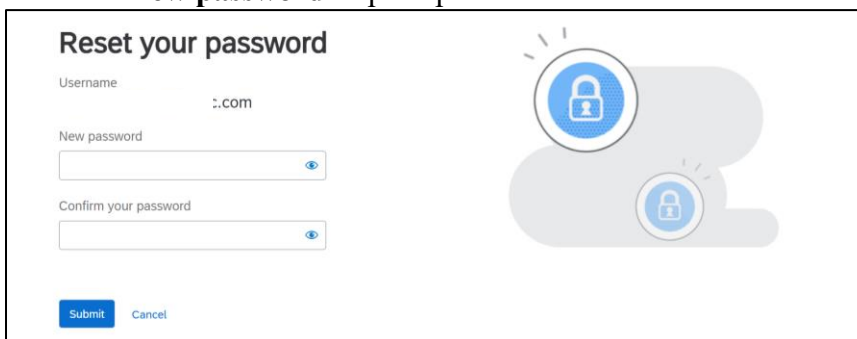 Reset your password
Username
c.com
New password
Confirm your password
Submit Cancel